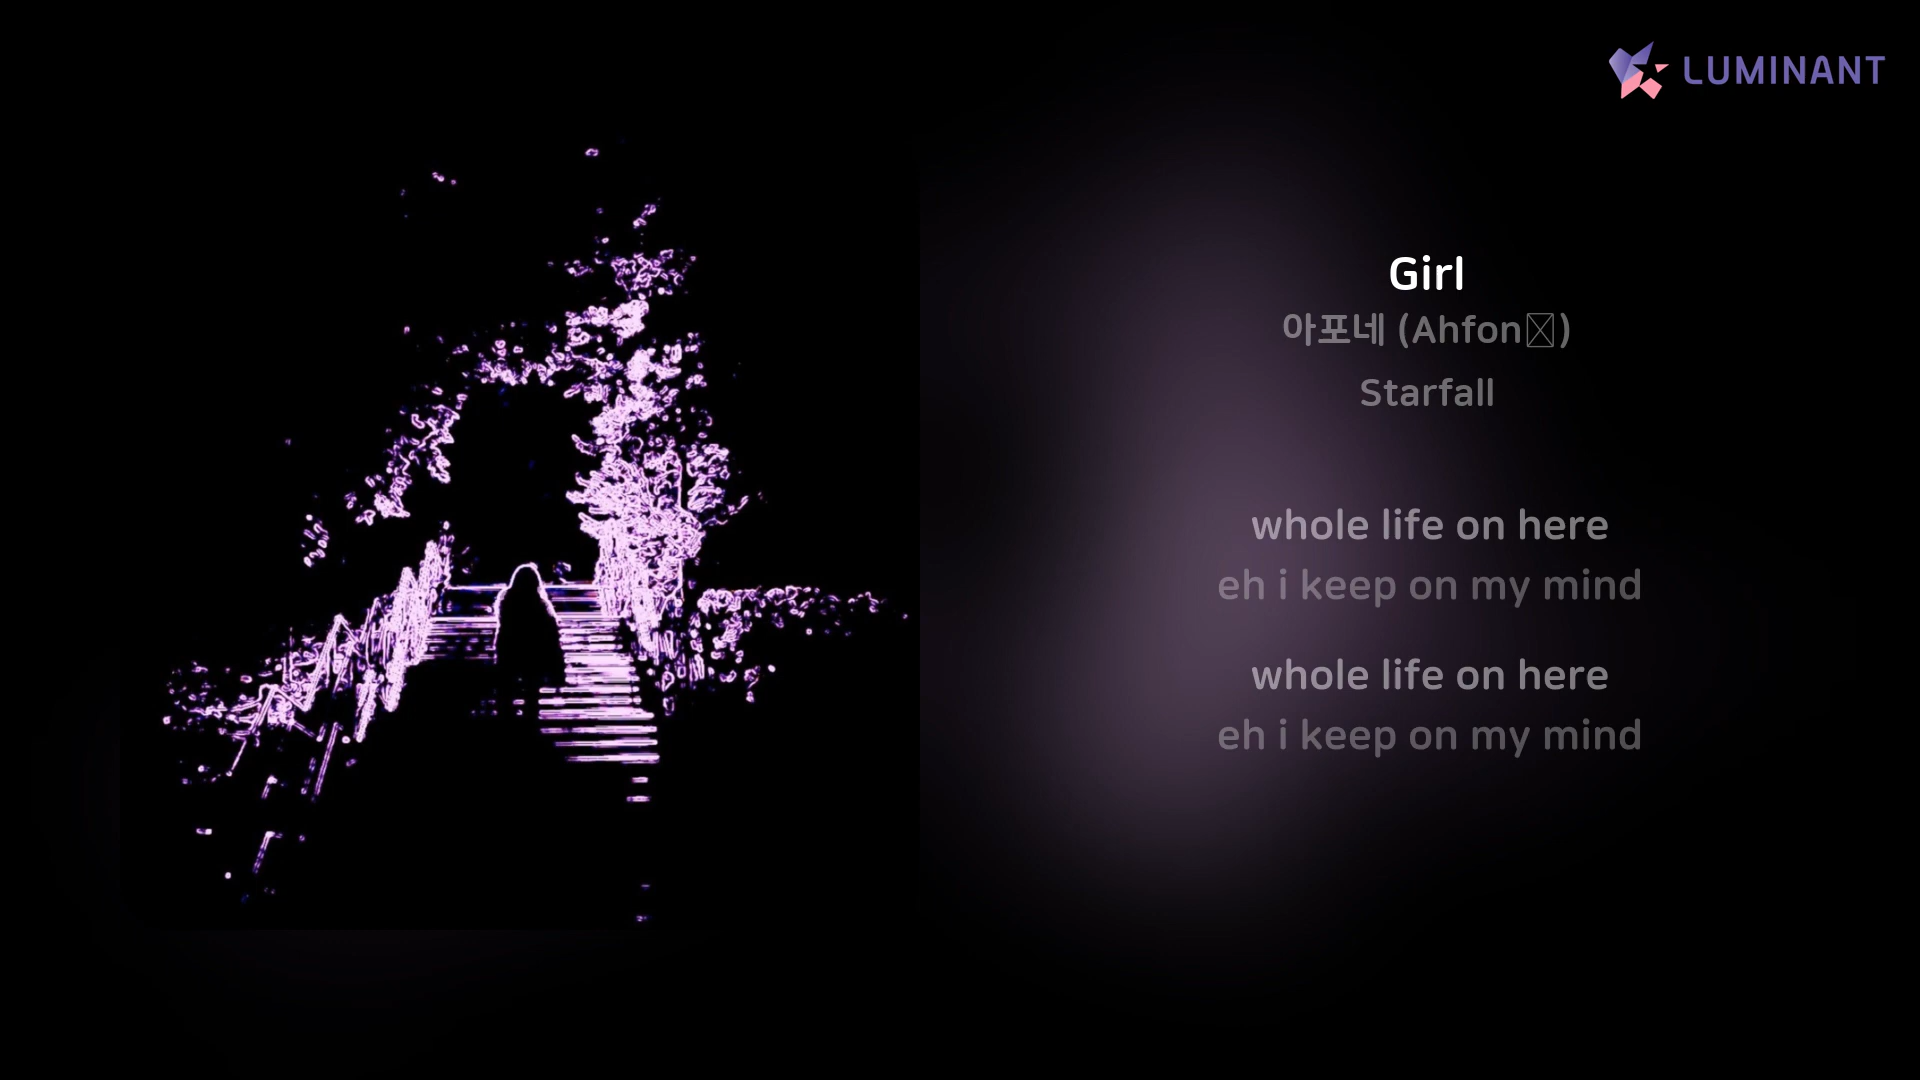 LUMINANT
Girl
아포네 (Ahfon☒)
Starfall
whole life on here
eh i keep on my mind
whole life on here
eh i keep on my mind